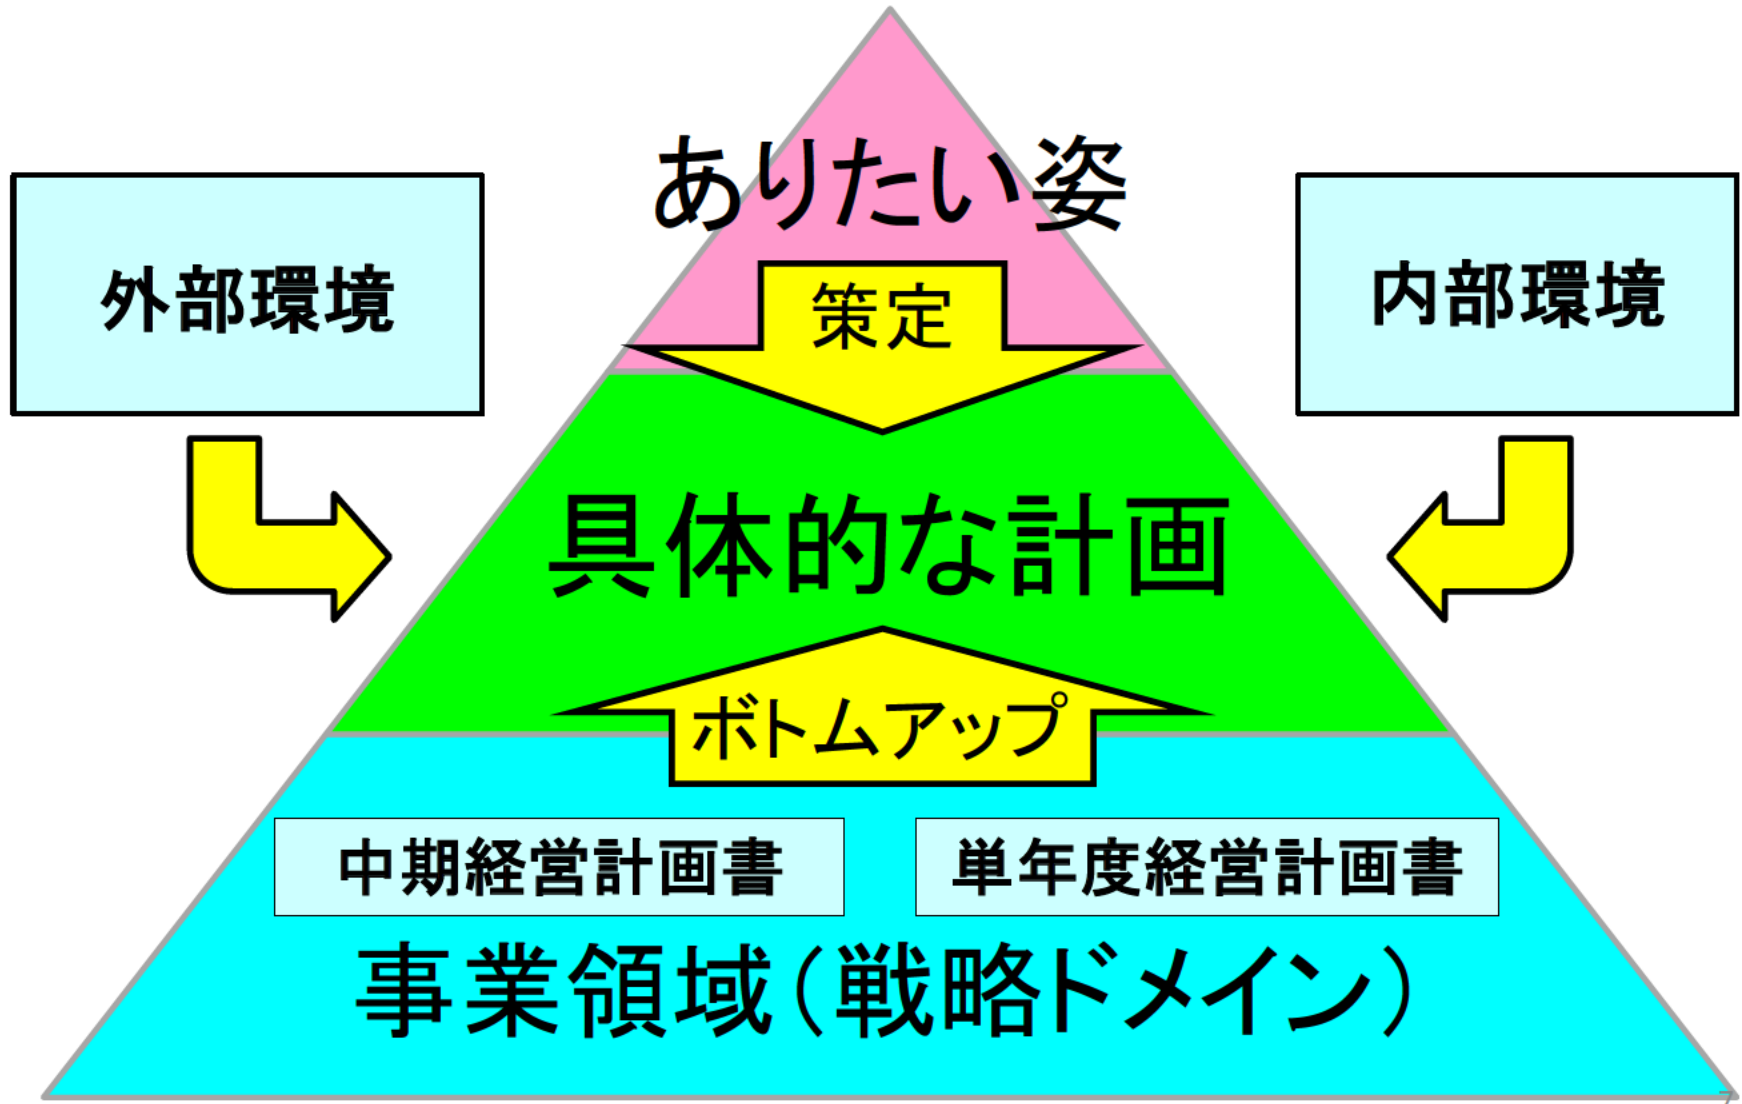 ありたい姿
外部環境
内部環境
策定
具体的な計画
ボトムアップ
中期経営計画書
単年度経営計画書
事業領域（戦略ドメイン）
7